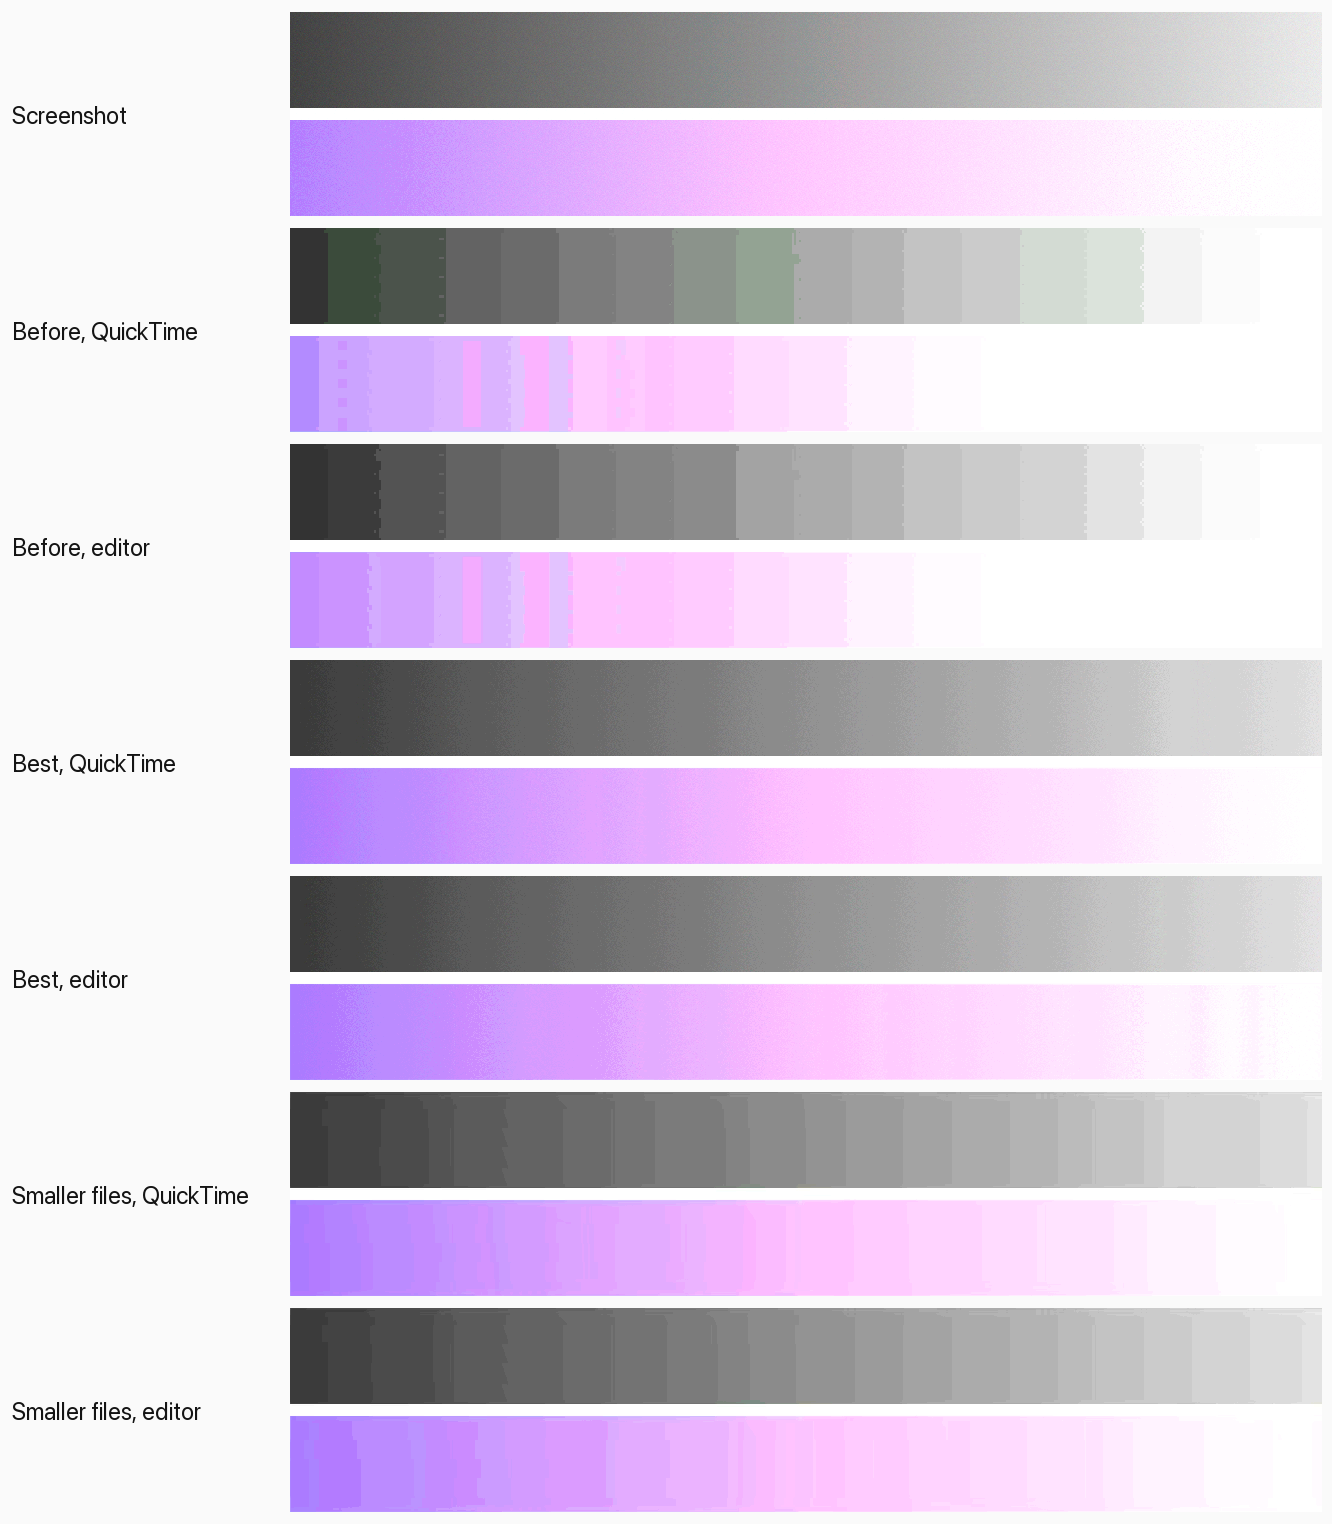 Screenshot
Before, QuickTime
Before, editor
Best, QuickTime
Best, editor
Smaller files, QuickTime
Smaller files, editor